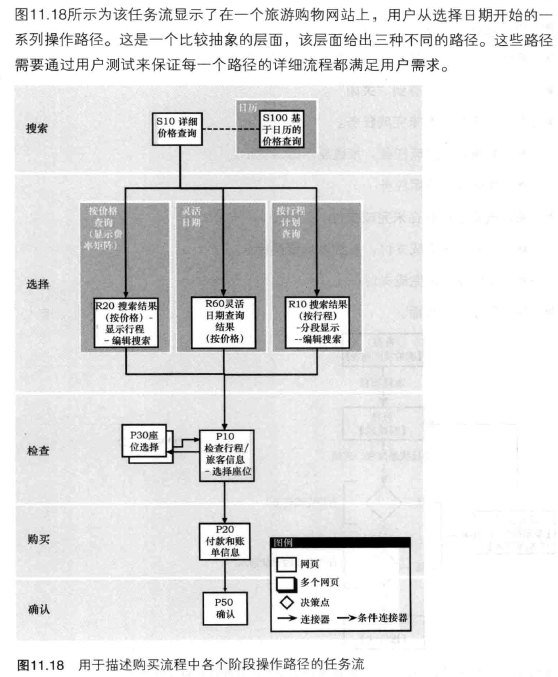 图11.18所示为该任务流显示了在一个旅游购物网站上，用户从选择日期开始的一
系列操作路径。这是一个比较抽象的层面，该层面给出三种不同的路径。这些路径
需要通过用户测试来保证每一个路径的详细流程都满足用户需求。
搜索
S10 详细
价格查询
日历
S100 基
于日历的
价格查询
选择
按价格
查询
（显示费
率矩阵）
灵活
日期
按行程
计划
查询
R20 搜索结果
（按价格）-
显示行程
- 编辑搜索
R60灵活
日期查询
结果
（按价格）
R10 搜索结果
（按行程）
-分段显示
--编辑搜索
检查
P30座
位选择
P10
检查行程/
旅客信息
- 选择座位
购买
P20
付款和账
单信息
确认
P50
确认
图例
网页
多个网页
决策点
连接器
条件连接器
图11.18 用于描述购买流程中各个阶段操作路径的任务流